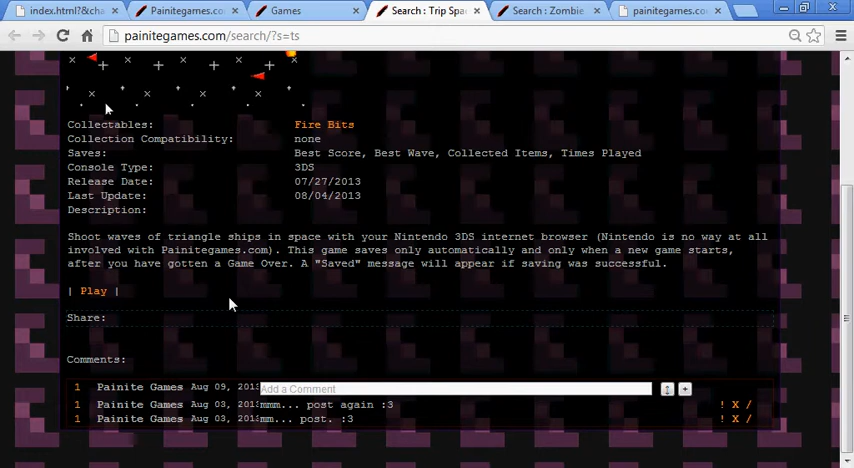 index.html?&cha
Painitegames.co
Games
Search : Trip Spa
Search : Zombie
painitegames.co
painitegames.com/search/?s=ts
Collectables: Fire Bits
Collection Compatibility: none
Saves: Best Score, Best Wave, Collected Items, Times Played
Console Type: 3DS
Release Date: 07/27/2013
Last Update: 08/04/2013
Description:
Shoot waves of triangle ships in space with your Nintendo 3DS internet browser (Nintendo is no way at all
involved with Painitegames.com). This game saves only automatically and only when a new game starts,
after you have gotten a Game Over. A "Saved" message will appear if saving was successful.
| Play |
Share:
Comments:
1 Painite Games Aug 09, 2013 Add a Comment +
1 Painite Games Aug 03, 2013 mmm... post again :3 ! X /
1 Painite Games Aug 03, 2013 mm... post. :3 ! X /